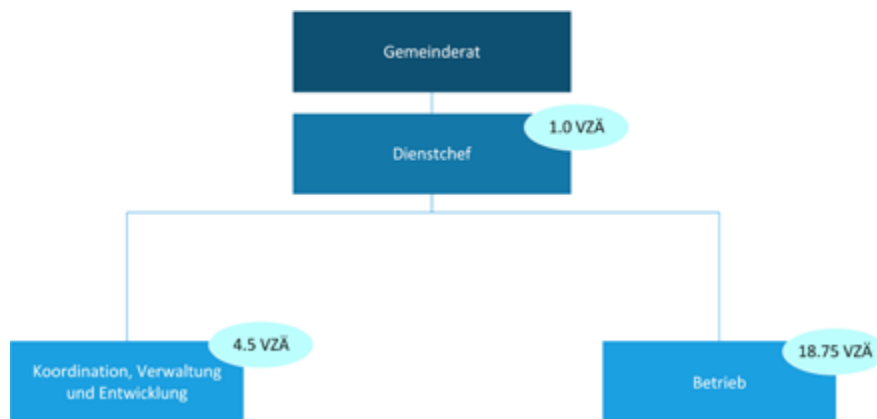 Gemeinderat
1.0 VZÄ
Dienstchef
4.5 VZÄ
Koordination, Verwaltung
und Entwicklung
18.75 VZÄ
Betrieb